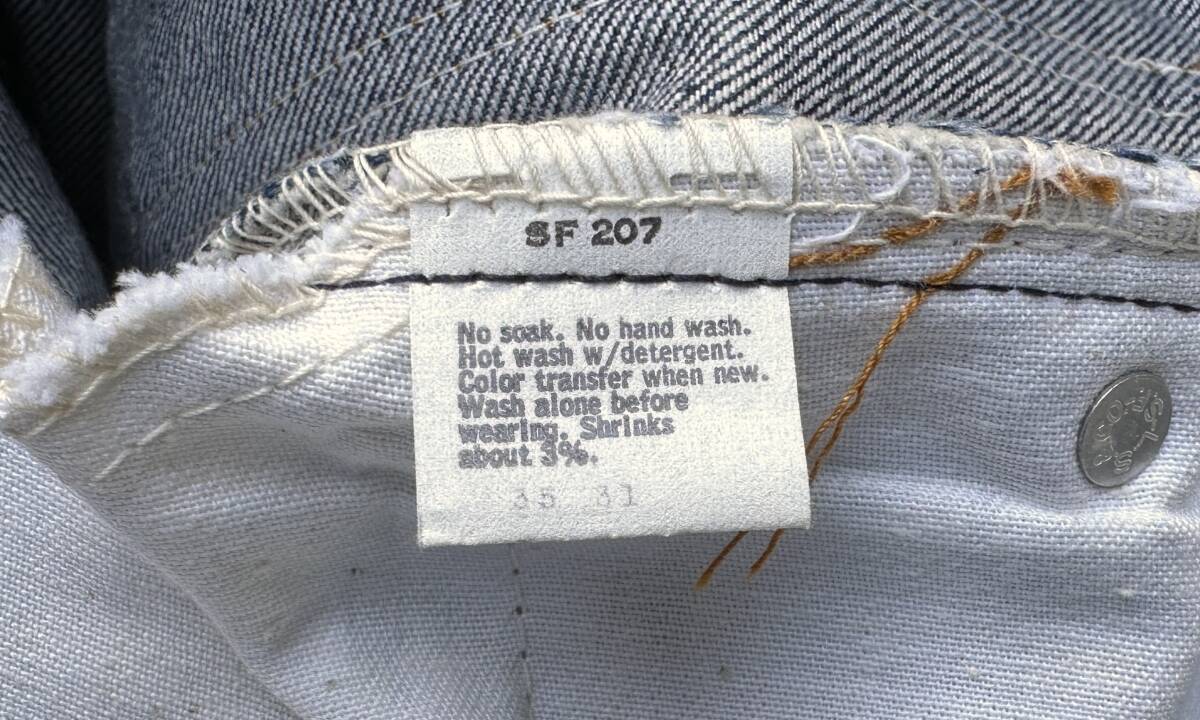 SF 207
No soak. No hand wash.
Hot wash w/detergent.
Color transfer when new.
Wash alone before
wearing. Shrinks
about 3%.
35 31